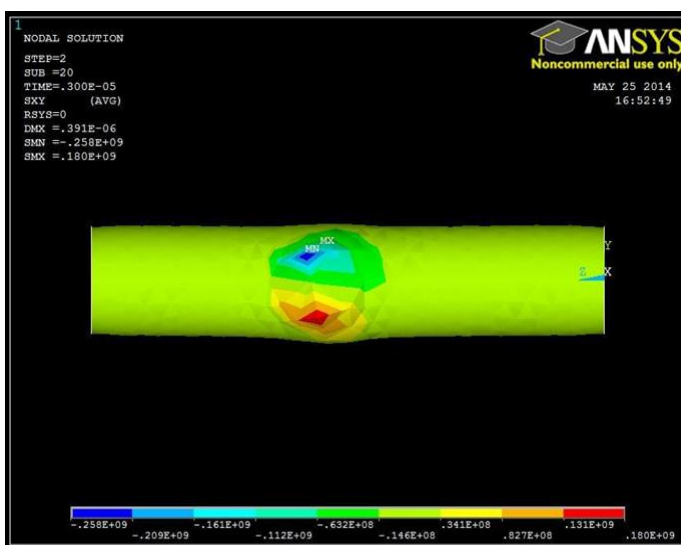 1
NODAL SOLUTION
STEP=2
SUB =20
TIME=.300E-05
SXY (AVG)
RSYS=0
DMX =.391E-06
SMN =-.258E+09
SMX =.180E+09
ANSYS
Noncommercial use only
MAY 25 2014
16:52:49
MX
MN
Y
Z X
-.258E+09 -.161E+09 -.632E+08 .341E+08 .131E+09
-.209E+09 -.112E+09 -.146E+08 .827E+08 .180E+09